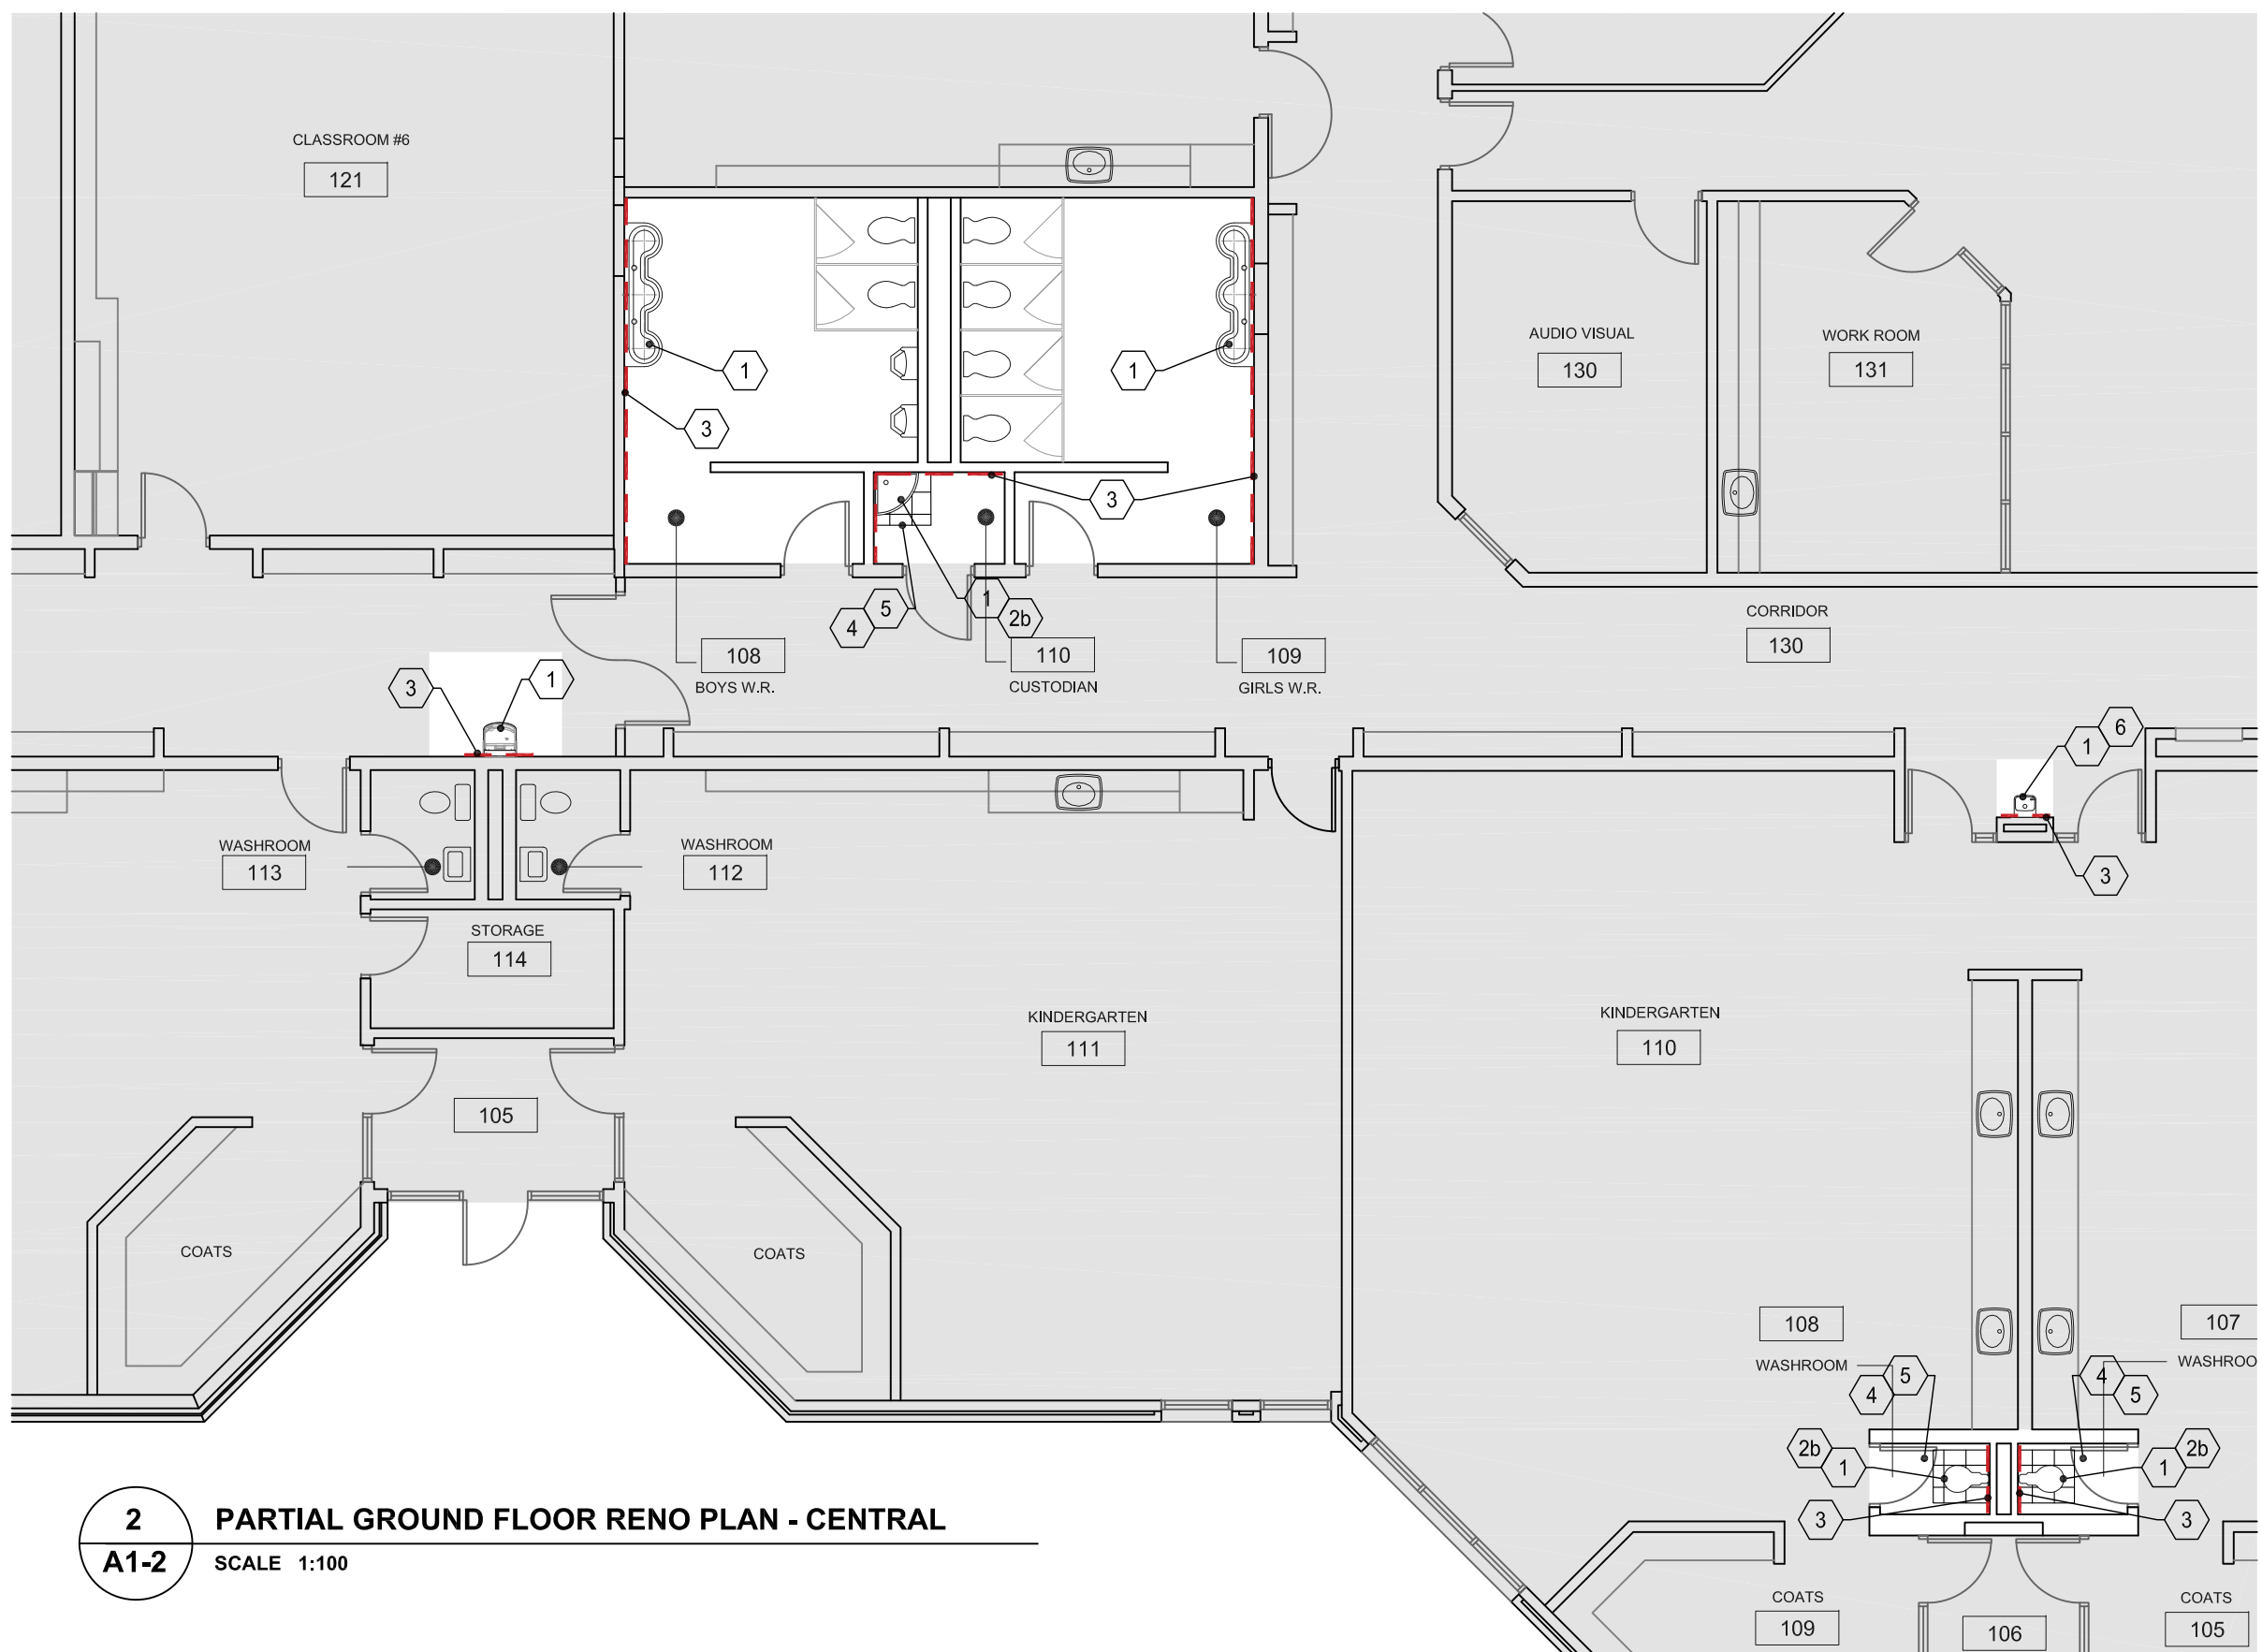 CLASSROOM #6
121
1
1
3
3
AUDIO VISUAL
130
WORK ROOM
131
5
4
1
2b
108
BOYS W.R.
110
CUSTODIAN
109
GIRLS W.R.
CORRIDOR
130
3
1
6
1
3
WASHROOM
113
WASHROOM
112
STORAGE
114
KINDERGARTEN
111
KINDERGARTEN
110
105
COATS
COATS
108
WASHROOM
107
WASHROO
5
4
4
5
2b
1
2b
1
3
3
2
A1-2
PARTIAL GROUND FLOOR RENO PLAN - CENTRAL
SCALE 1:100
COATS
109
106
COATS
105